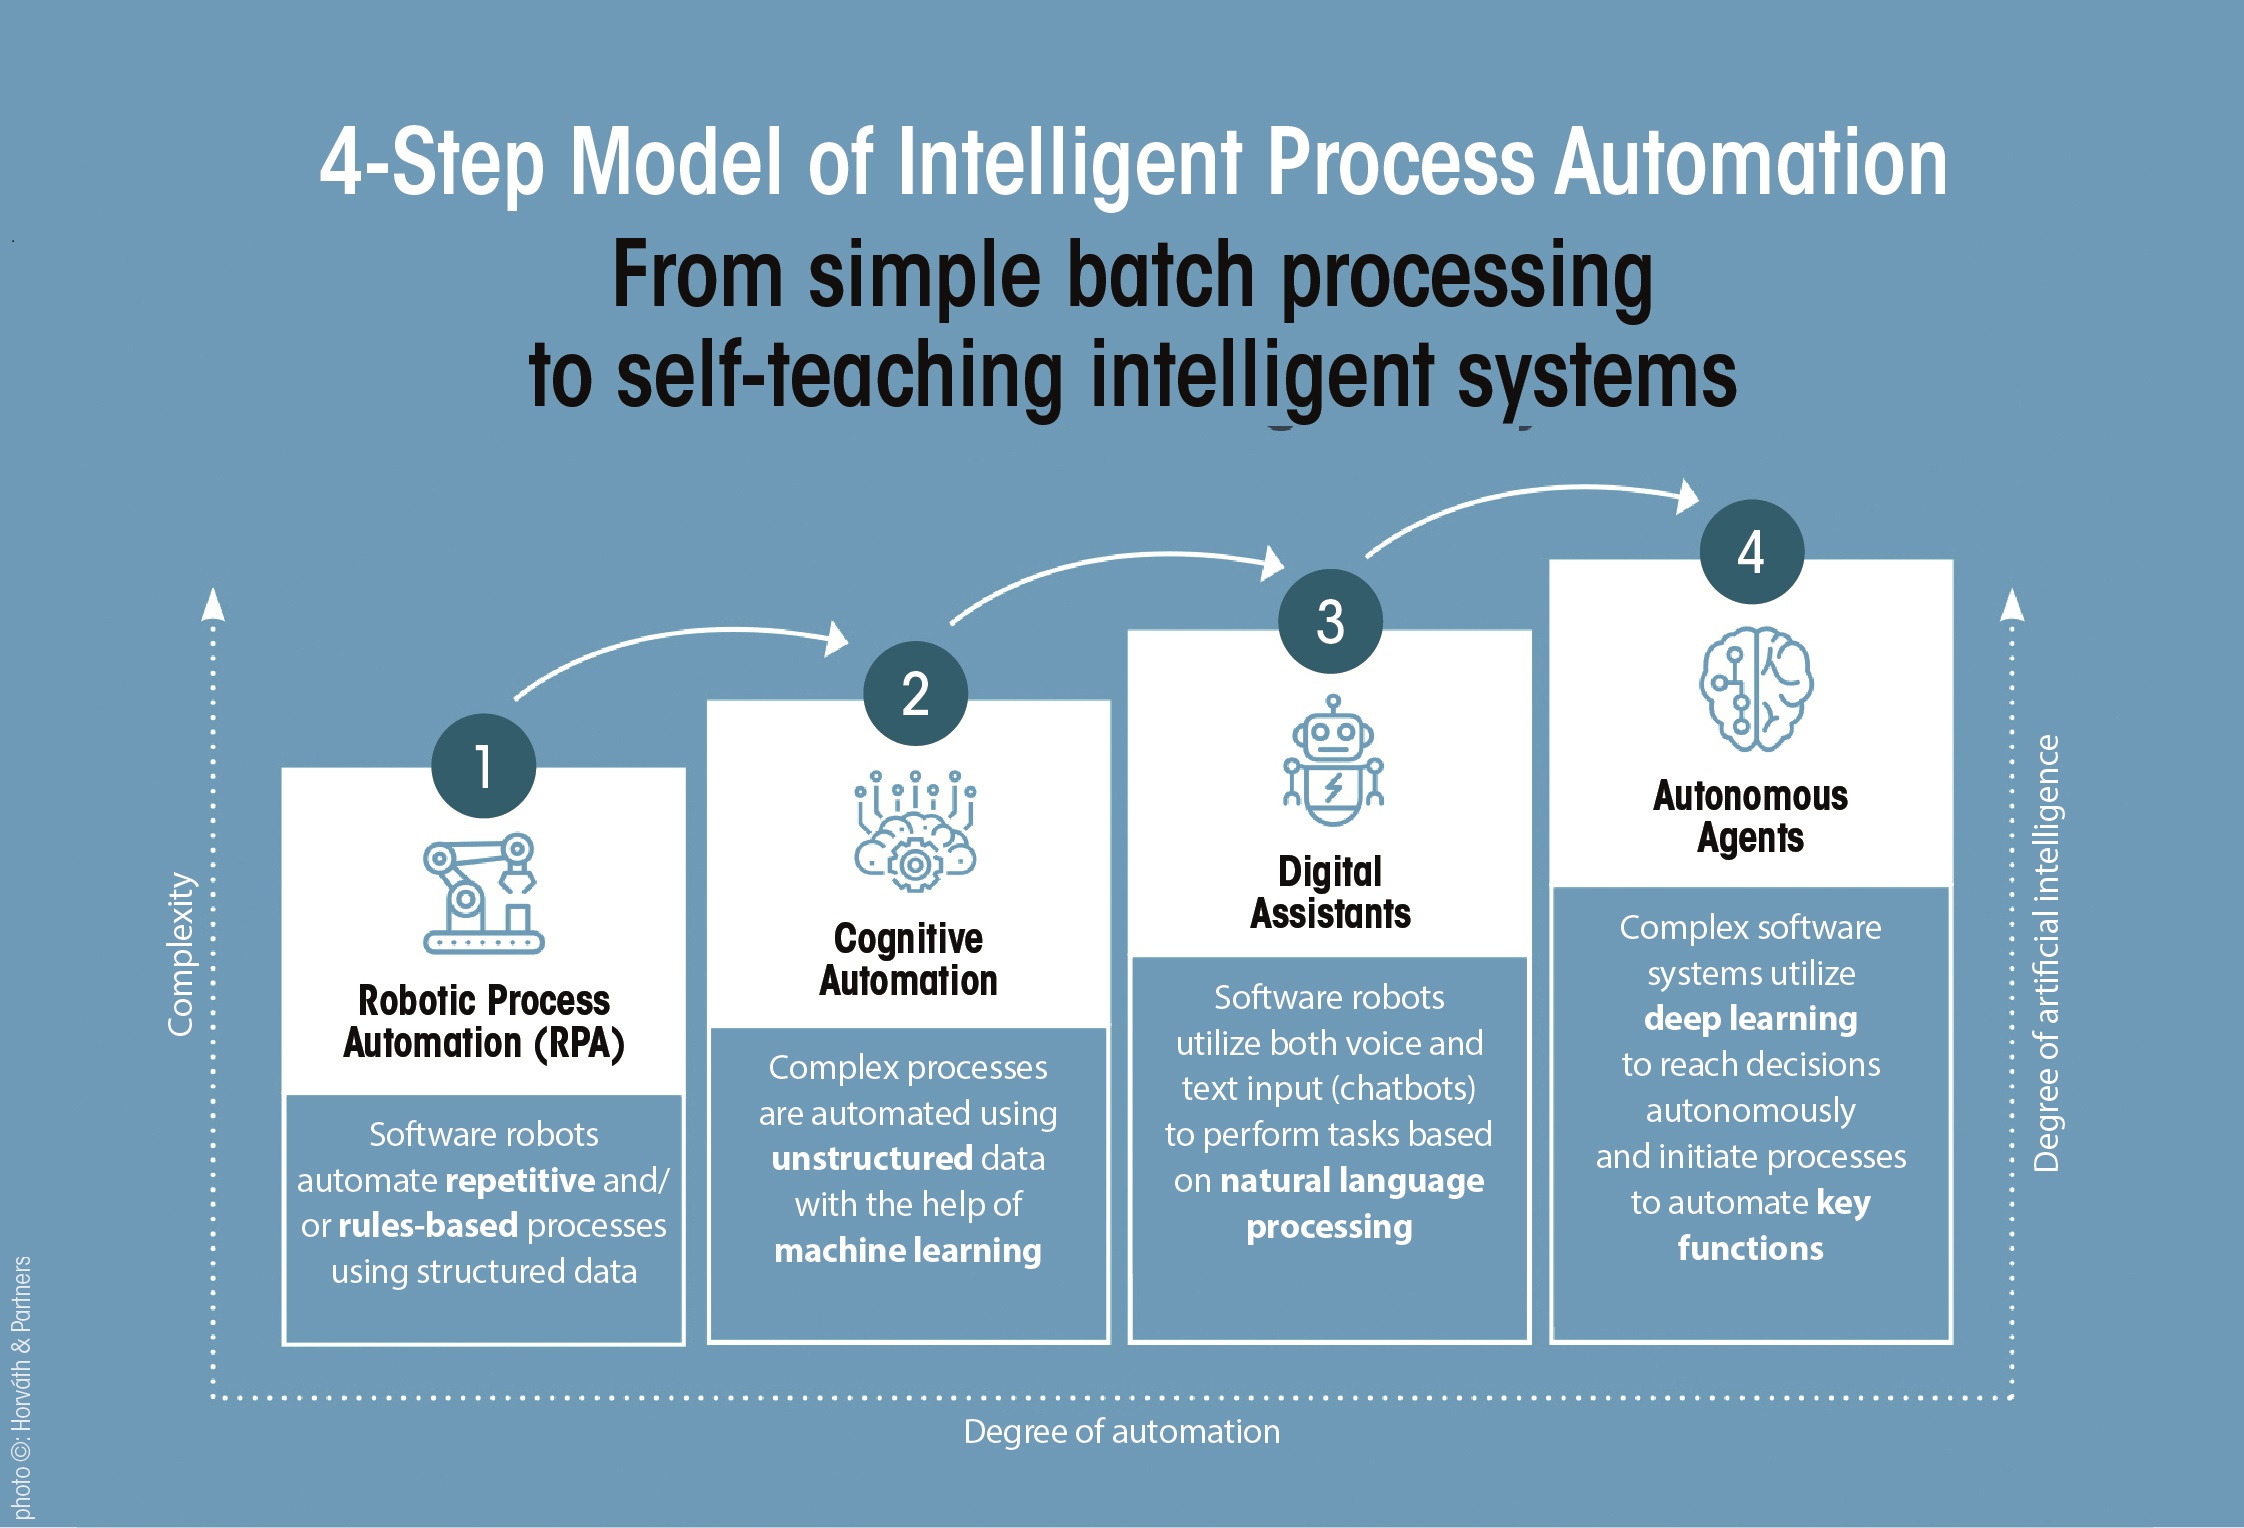 4-Step Model of Intelligent Process Automation
From simple batch processing
to self-teaching intelligent systems
1
Robotic Process
Automation (RPA)
Software robots
automate repetitive and/
or rules-based processes
using structured data
2
Cognitive
Automation
Complex processes
are automated using
unstructured data
with the help of
machine learning
3
Digital
Assistants
Software robots
utilize both voice and
text input (chatbots)
to perform tasks based
on natural language
processing
4
Autonomous
Agents
Complex software
systems utilize
deep learning
to reach decisions
autonomously
and initiate processes
to automate key
functions
Complexity
Degree of artificial intelligence
Degree of automation
photo ©: Horváth & Partners